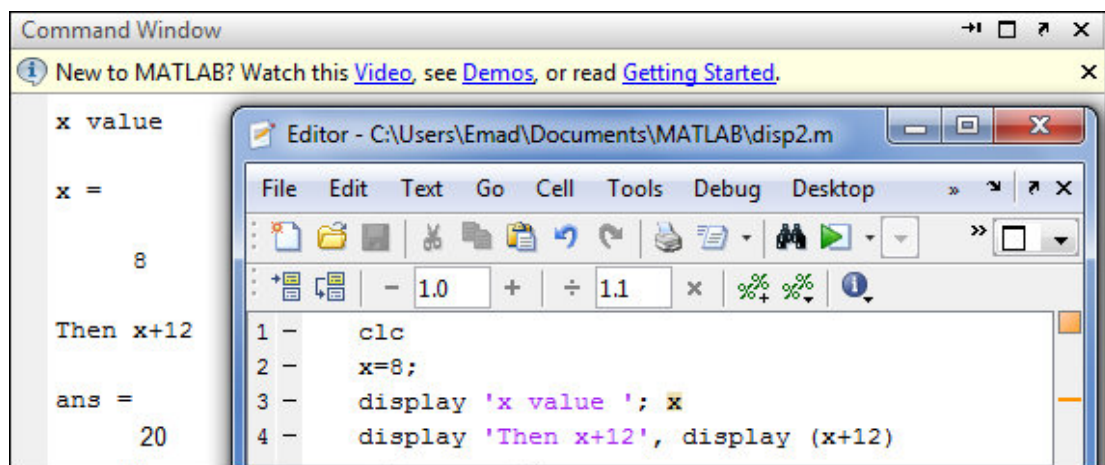 Command Window
New to MATLAB? Watch this Video, see Demos, or read Getting Started.
x value
x =
8
Then x+12
ans =
20
Editor - C:\Users\Emad\Documents\MATLAB\disp2.m
File Edit Text Go Cell Tools Debug Desktop »
»
− 1.0 + ÷ 1.1 ×
1 – clc
2 – x=8;
3 – display 'x value '; x
4 – display 'Then x+12', display (x+12)